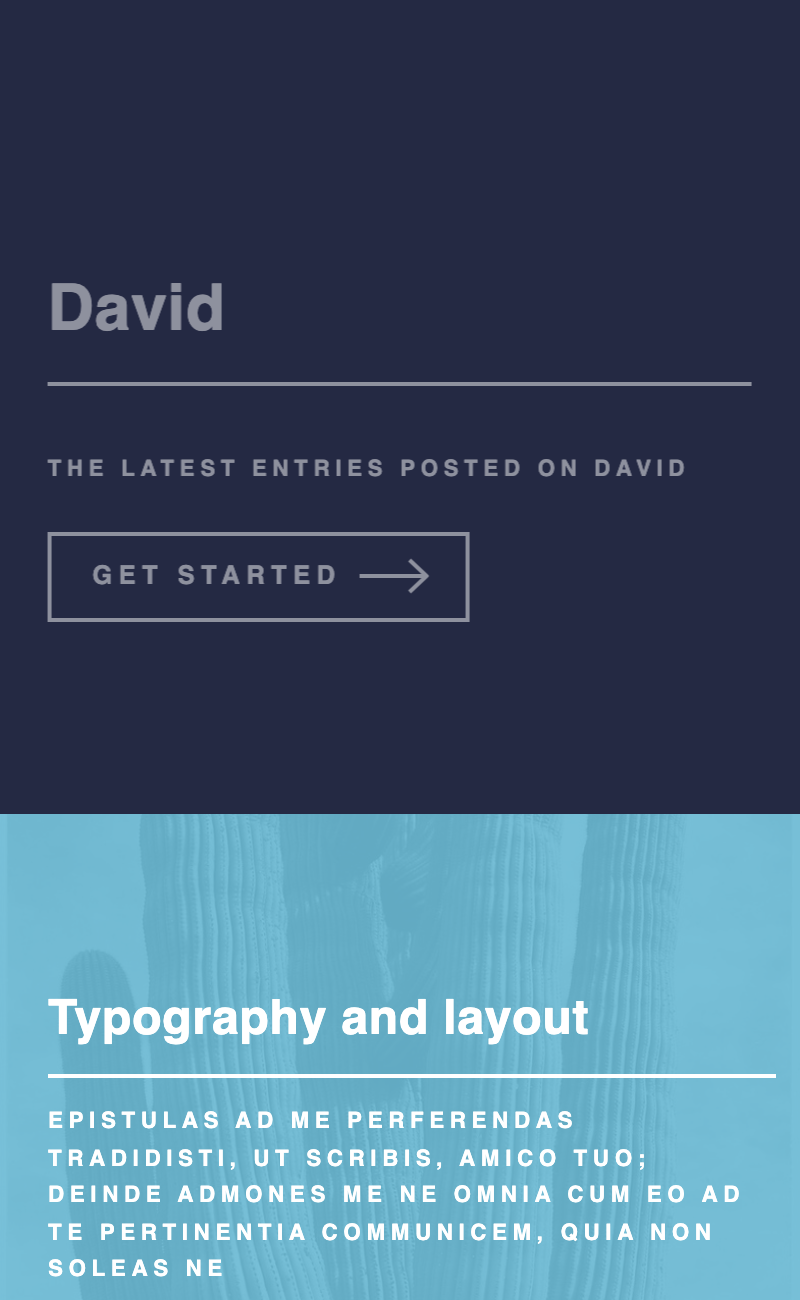 David
THE LATEST ENTRIES POSTED ON DAVID
GET STARTED
Typography and layout
EPISTULAS AD ME PERFERENDAS
TRADIDISTI, UT SCRIBIS, AMICO TUO;
DEINDE ADMONES ME NE OMNIA CUM EO AD
TE PERTINENTIA COMMUNICEM, QUIA NON
SOLEAS NE